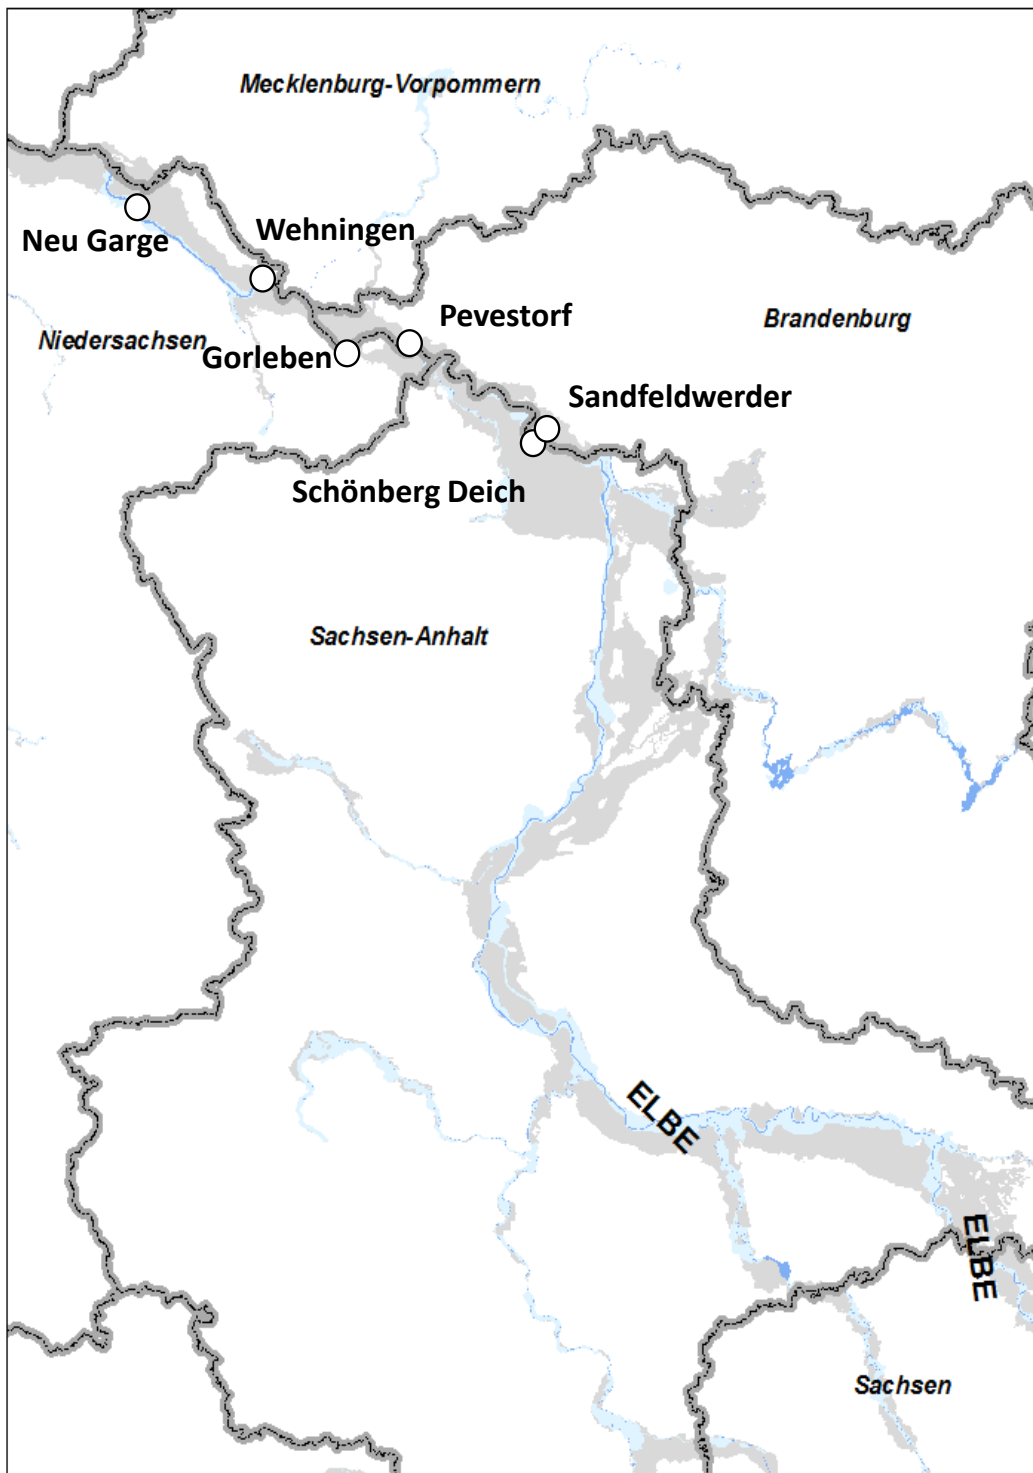 Mecklenburg-Vorpommern
Wehningen
Neu Garge
Pevestorf
Brandenburg
Niedersachsen
Gorleben
Sandfeldwerder
Schönberg Deich
Sachsen-Anhalt
ELBE
ELBE
Sachsen